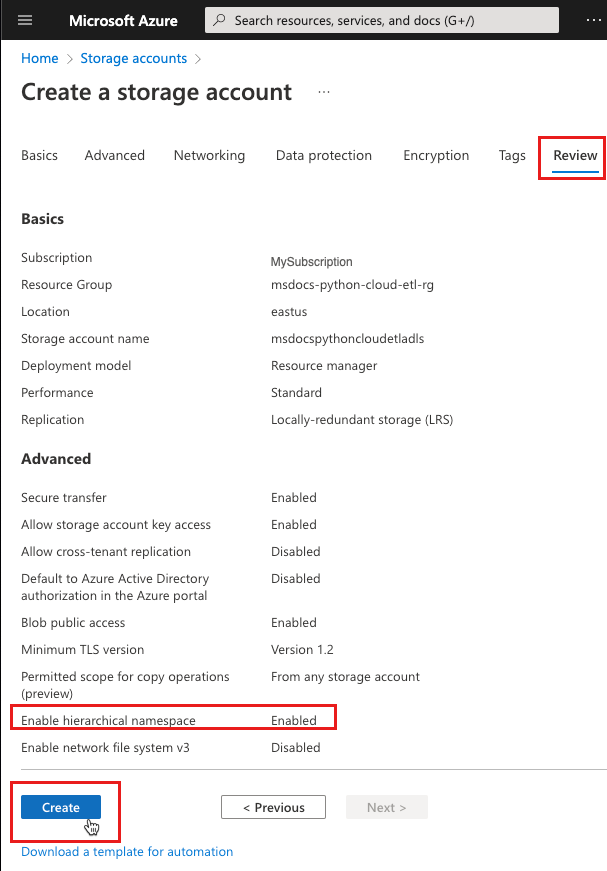 Microsoft Azure
Search resources, services, and docs (G+/)
...
Home > Storage accounts >
Create a storage account ...
Basics Advanced Networking Data protection Encryption Tags Review
Basics
Subscription MySubscription
Resource Group msdocs-python-cloud-etl-rg
Location eastus
Storage account name msdocspythoncloudetladls
Deployment model Resource manager
Performance Standard
Replication Locally-redundant storage (LRS)
Advanced
Secure transfer Enabled
Allow storage account key access Enabled
Allow cross-tenant replication Disabled
Default to Azure Active Directory Disabled
authorization in the Azure portal
Blob public access Enabled
Minimum TLS version Version 1.2
Permitted scope for copy operations From any storage account
(preview)
Enable hierarchical namespace Enabled
Enable network file system v3 Disabled
Create < Previous Next >
Download a template for automation